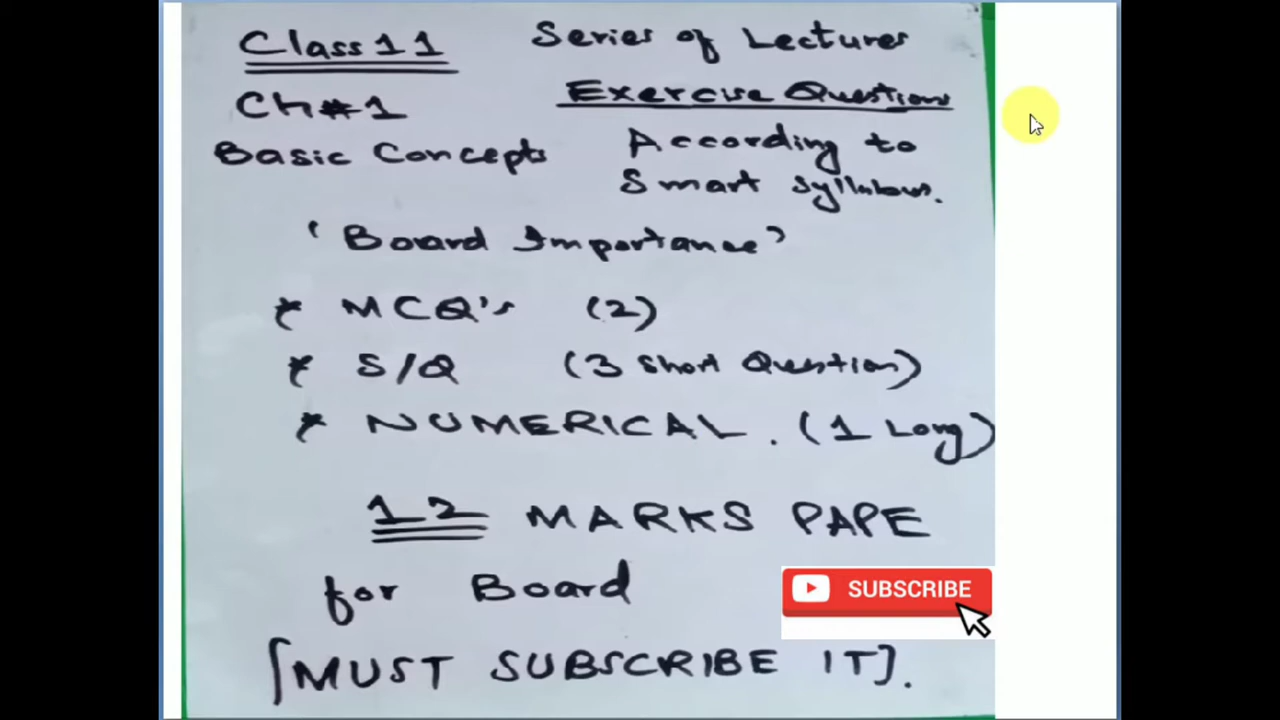 Class 11 Series of Lectures
Ch#1 Exercise Questions
Basic Concepts According to
Smart Syllabus.
'Board Importance'
* MCQ's (2)
* S/Q (3 Short Question)
* NUMERICAL. (1 Long)
12 MARKS PAPE
for Board
SUBSCRIBE
[MUST SUBSCRIBE IT].